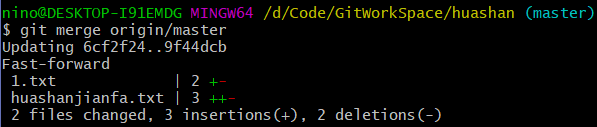 nino@DESKTOP-I91EMDG MINGW64 /d/Code/GitWorkSpace/huashan (master)
$ git merge origin/master
Updating 6cf2f24..9f44dcb
Fast-forward
 1.txt            | 2 +-
 huashanjianfa.txt | 3 ++-
 2 files changed, 3 insertions(+), 2 deletions(-)